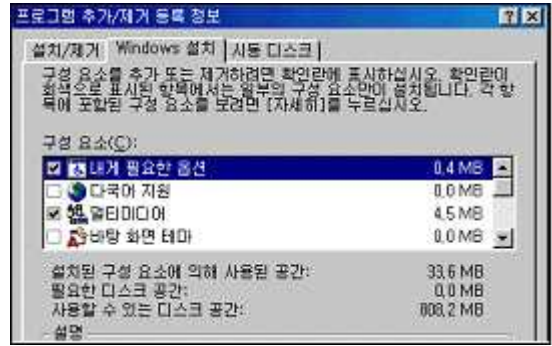 프로그램 추가/제거 등록 정보
설치/제거 Windows 설치 시동 디스크
구성 요소를 추가 또는 제거하려면 확인란에 표시하십시오. 확인란이
회색으로 표시된 항목에서는 일부의 구성 요소만이 설치됩니다. 각 항
목에 포함된 구성 요소를 보려면 [자세히]를 누르십시오.
구성 요소(C):
내게 필요한 옵션 0,4 MB
다국어 지원 0,0 MB
멀티미디어 4,5 MB
바탕 화면 테마 0,0 MB
설치된 구성 요소에 의해 사용된 공간: 33,6 MB
필요한 디스크 공간: 0,0 MB
사용할 수 있는 디스크 공간: 808,2 MB
설명